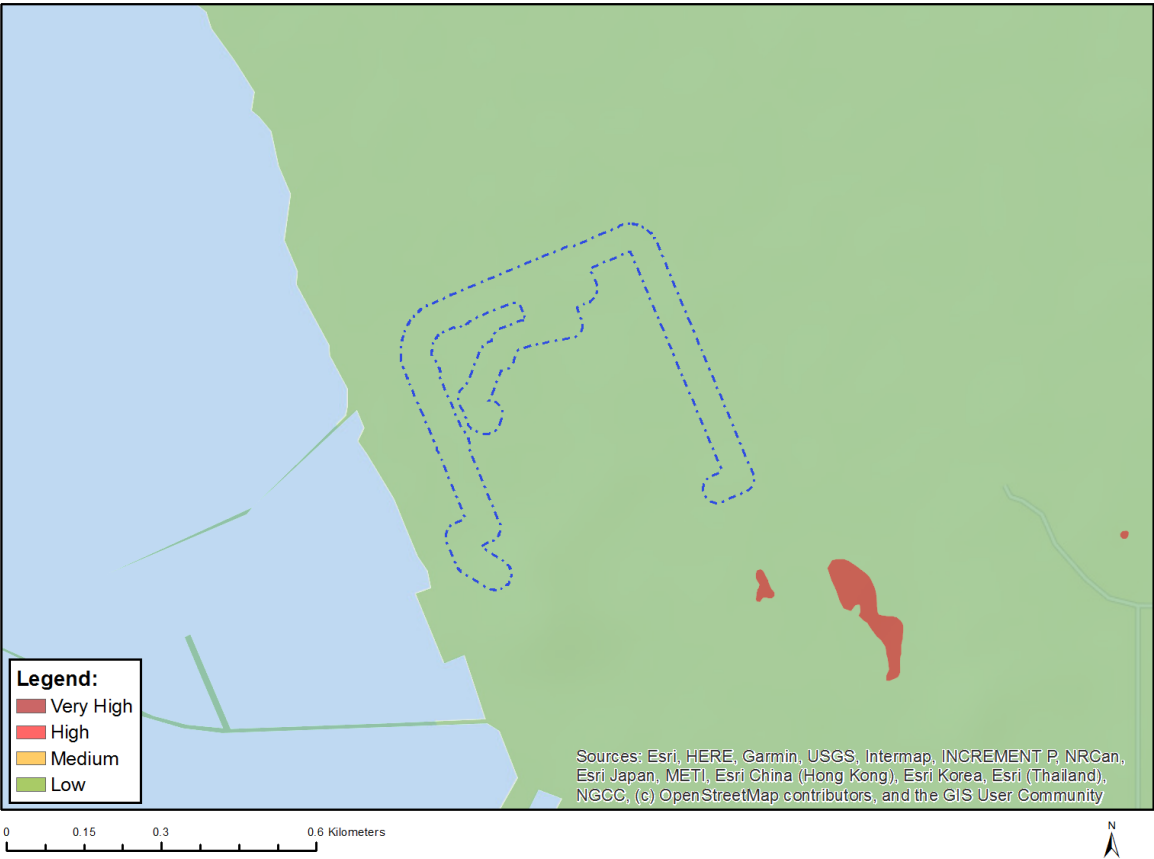 Legend:
Very High
High
Medium
Low
Sources: Esri, HERE, Garmin, USGS, Intermap, INCREMENT P, NRCan,
Esri Japan, METI, Esri China (Hong Kong), Esri Korea, Esri (Thailand),
NGCC, (c) OpenStreetMap contributors, and the GIS User Community
0 0.15 0.3 0.6 Kilometers
N